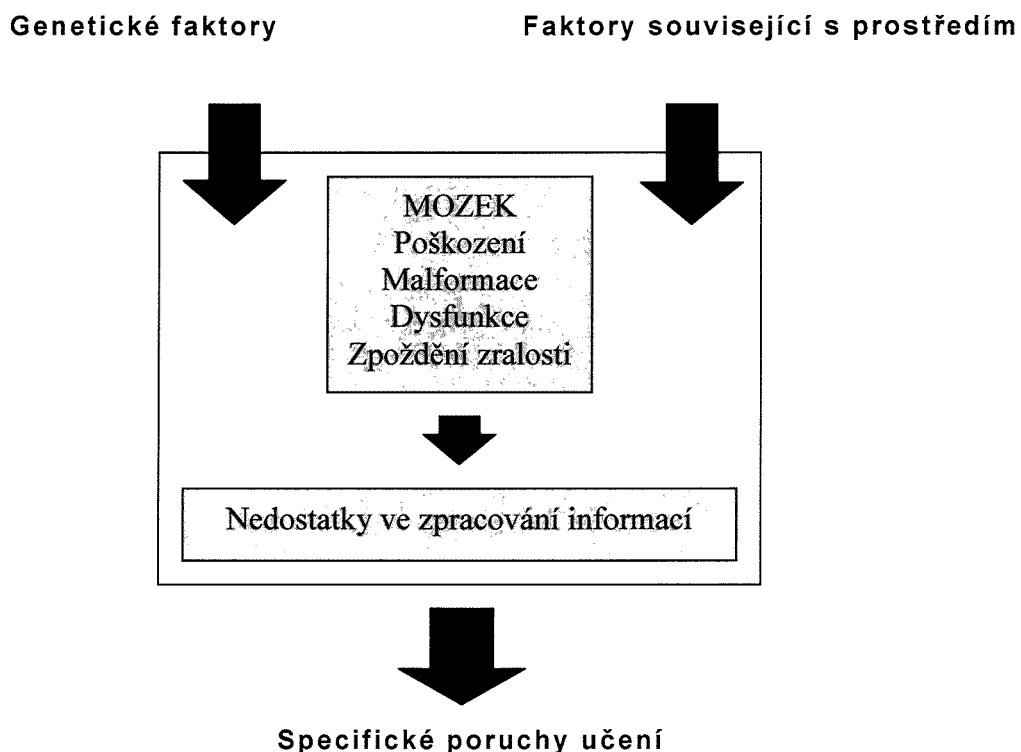 Genetické faktory
Faktory související s prostředím
MOZEK
Poškození
Malformace
Dysfunkce
Zpoždění zralosti
Nedostatky ve zpracování informací
Specifické poruchy učení